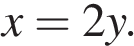 x = 2y.